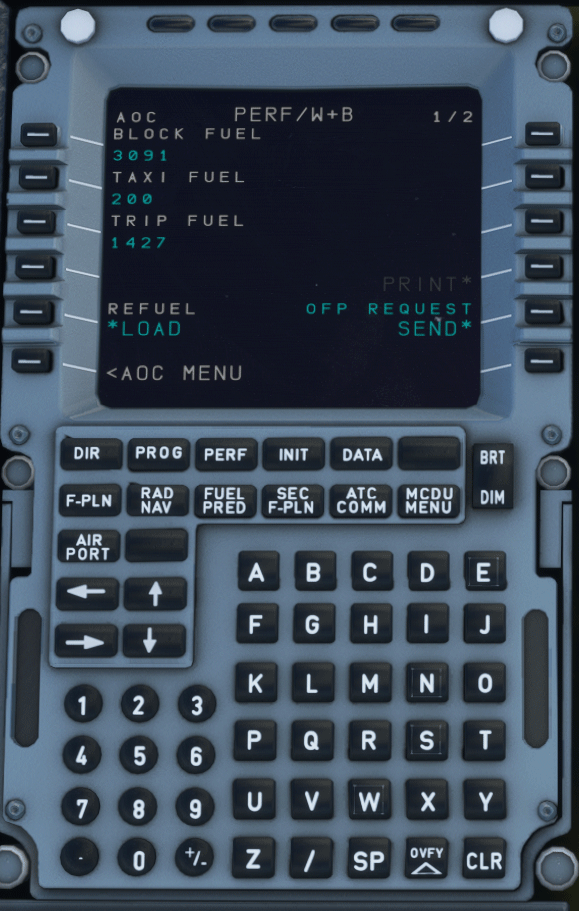 AOC PERF/W+B 1/2
BLOCK FUEL
3091
TAXI FUEL
200
TRIP FUEL
1427
PRINT*
REFUEL OFP REQUEST
*LOAD SEND*
<AOC MENU
DIR PROG PERF INIT DATA BRT
F-PLN RAD NAV FUEL PRED SEC F-PLN ATC COMM MCDU MENU DIM
AIR PORT
A B C D E
F G H I J
K L M N O
1 2 3
P Q R S T
4 5 6
U V W X Y
7 8 9
Z / SP OVFY CLR
. 0 +/-